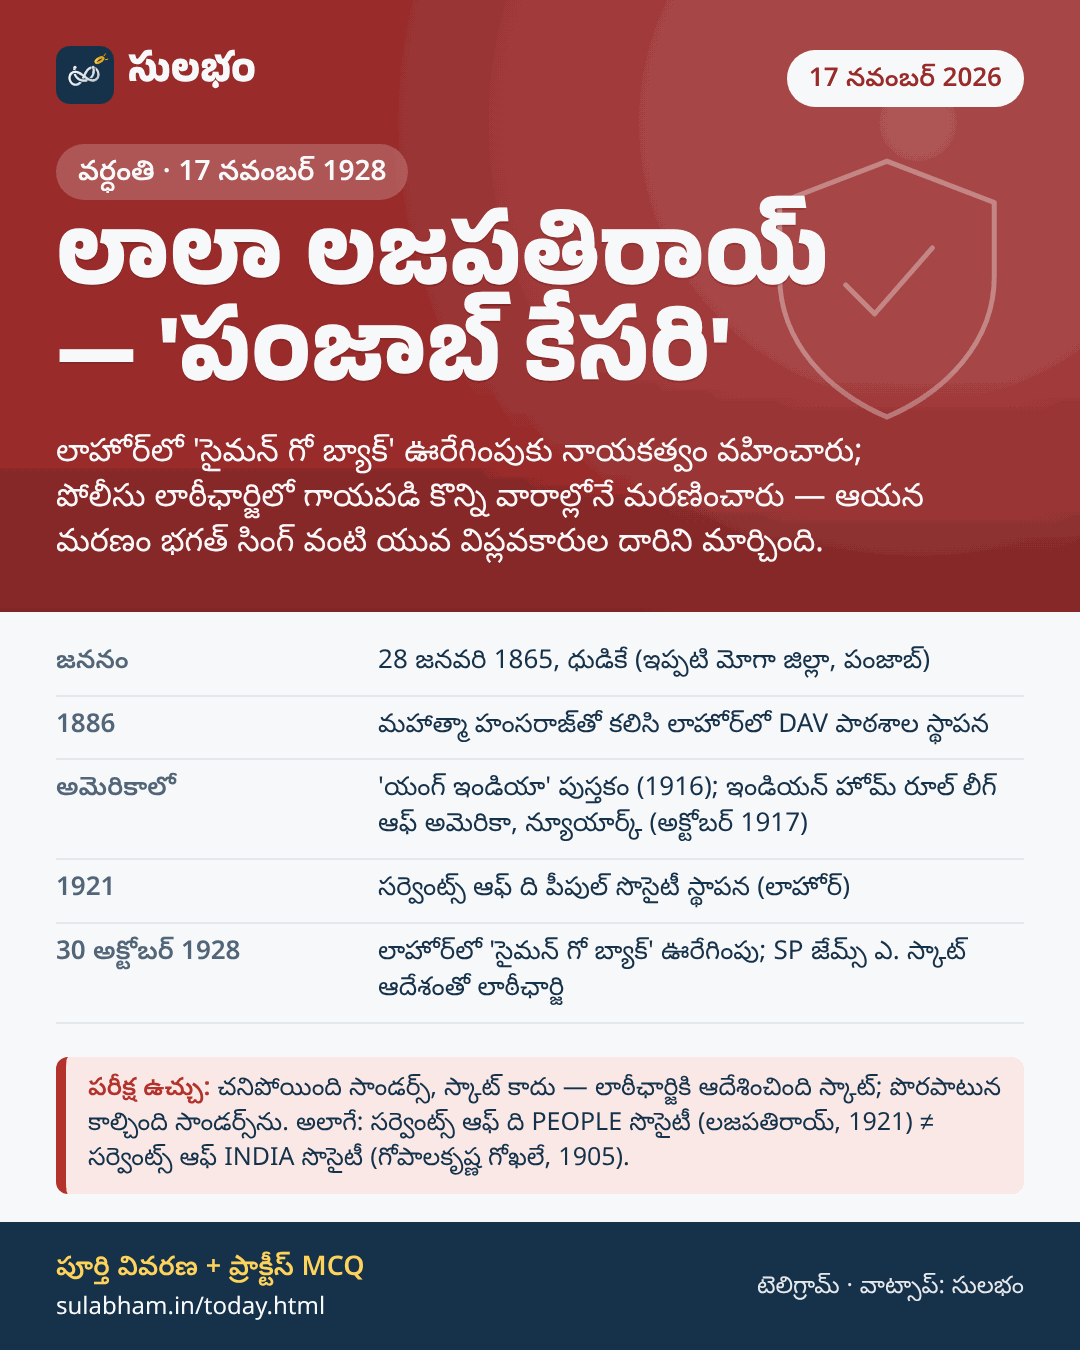 సులభం
17 నవంబర్ 2026
వర్ధంతి · 17 నవంబర్ 1928
లాలా లజపతిరాయ్
— 'పంజాబ్ కేసరి'
లాహోర్‌లో 'సైమన్ గో బ్యాక్' ఊరేగింపుకు నాయకత్వం వహించారు;
పోలీసు లాఠీఛార్జిలో గాయపడి కొన్ని వారాల్లోనే మరణించారు — ఆయన
మరణం భగత్ సింగ్ వంటి యువ విప్లవకారుల దారిని మార్చింది.
జననం
28 జనవరి 1865, ధుడికే (ఇప్పటి మోగా జిల్లా, పంజాబ్)
1886
మహాత్మా హంసరాజ్‌తో కలిసి లాహోర్‌లో DAV పాఠశాల స్థాపన
అమెరికాలో
'యంగ్ ఇండియా' పుస్తకం (1916); ఇండియన్ హోమ్ రూల్ లీగ్
ఆఫ్ అమెరికా, న్యూయార్క్ (అక్టోబర్ 1917)
1921
సర్వెంట్స్ ఆఫ్ ది పీపుల్ సొసైటీ స్థాపన (లాహోర్)
30 అక్టోబర్ 1928
లాహోర్‌లో 'సైమన్ గో బ్యాక్' ఊరేగింపు; SP జేమ్స్ ఎ. స్కాట్
ఆదేశంతో లాఠీఛార్జి
పరీక్ష ఉచ్చు: చనిపోయింది సాండర్స్, స్కాట్ కాదు — లాఠీఛార్జికి ఆదేశించింది స్కాట్; పొరపాటున
కాల్చింది సాండర్స్‌ను. అలాగే: సర్వెంట్స్ ఆఫ్ ది PEOPLE సొసైటీ (లజపతిరాయ్, 1921) ≠
సర్వెంట్స్ ఆఫ్ INDIA సొసైటీ (గోపాలకృష్ణ గోఖలే, 1905).
పూర్తి వివరణ + ప్రాక్టీస్ MCQ
sulabham.in/today.html
టెలిగ్రామ్ · వాట్సాప్: సులభం